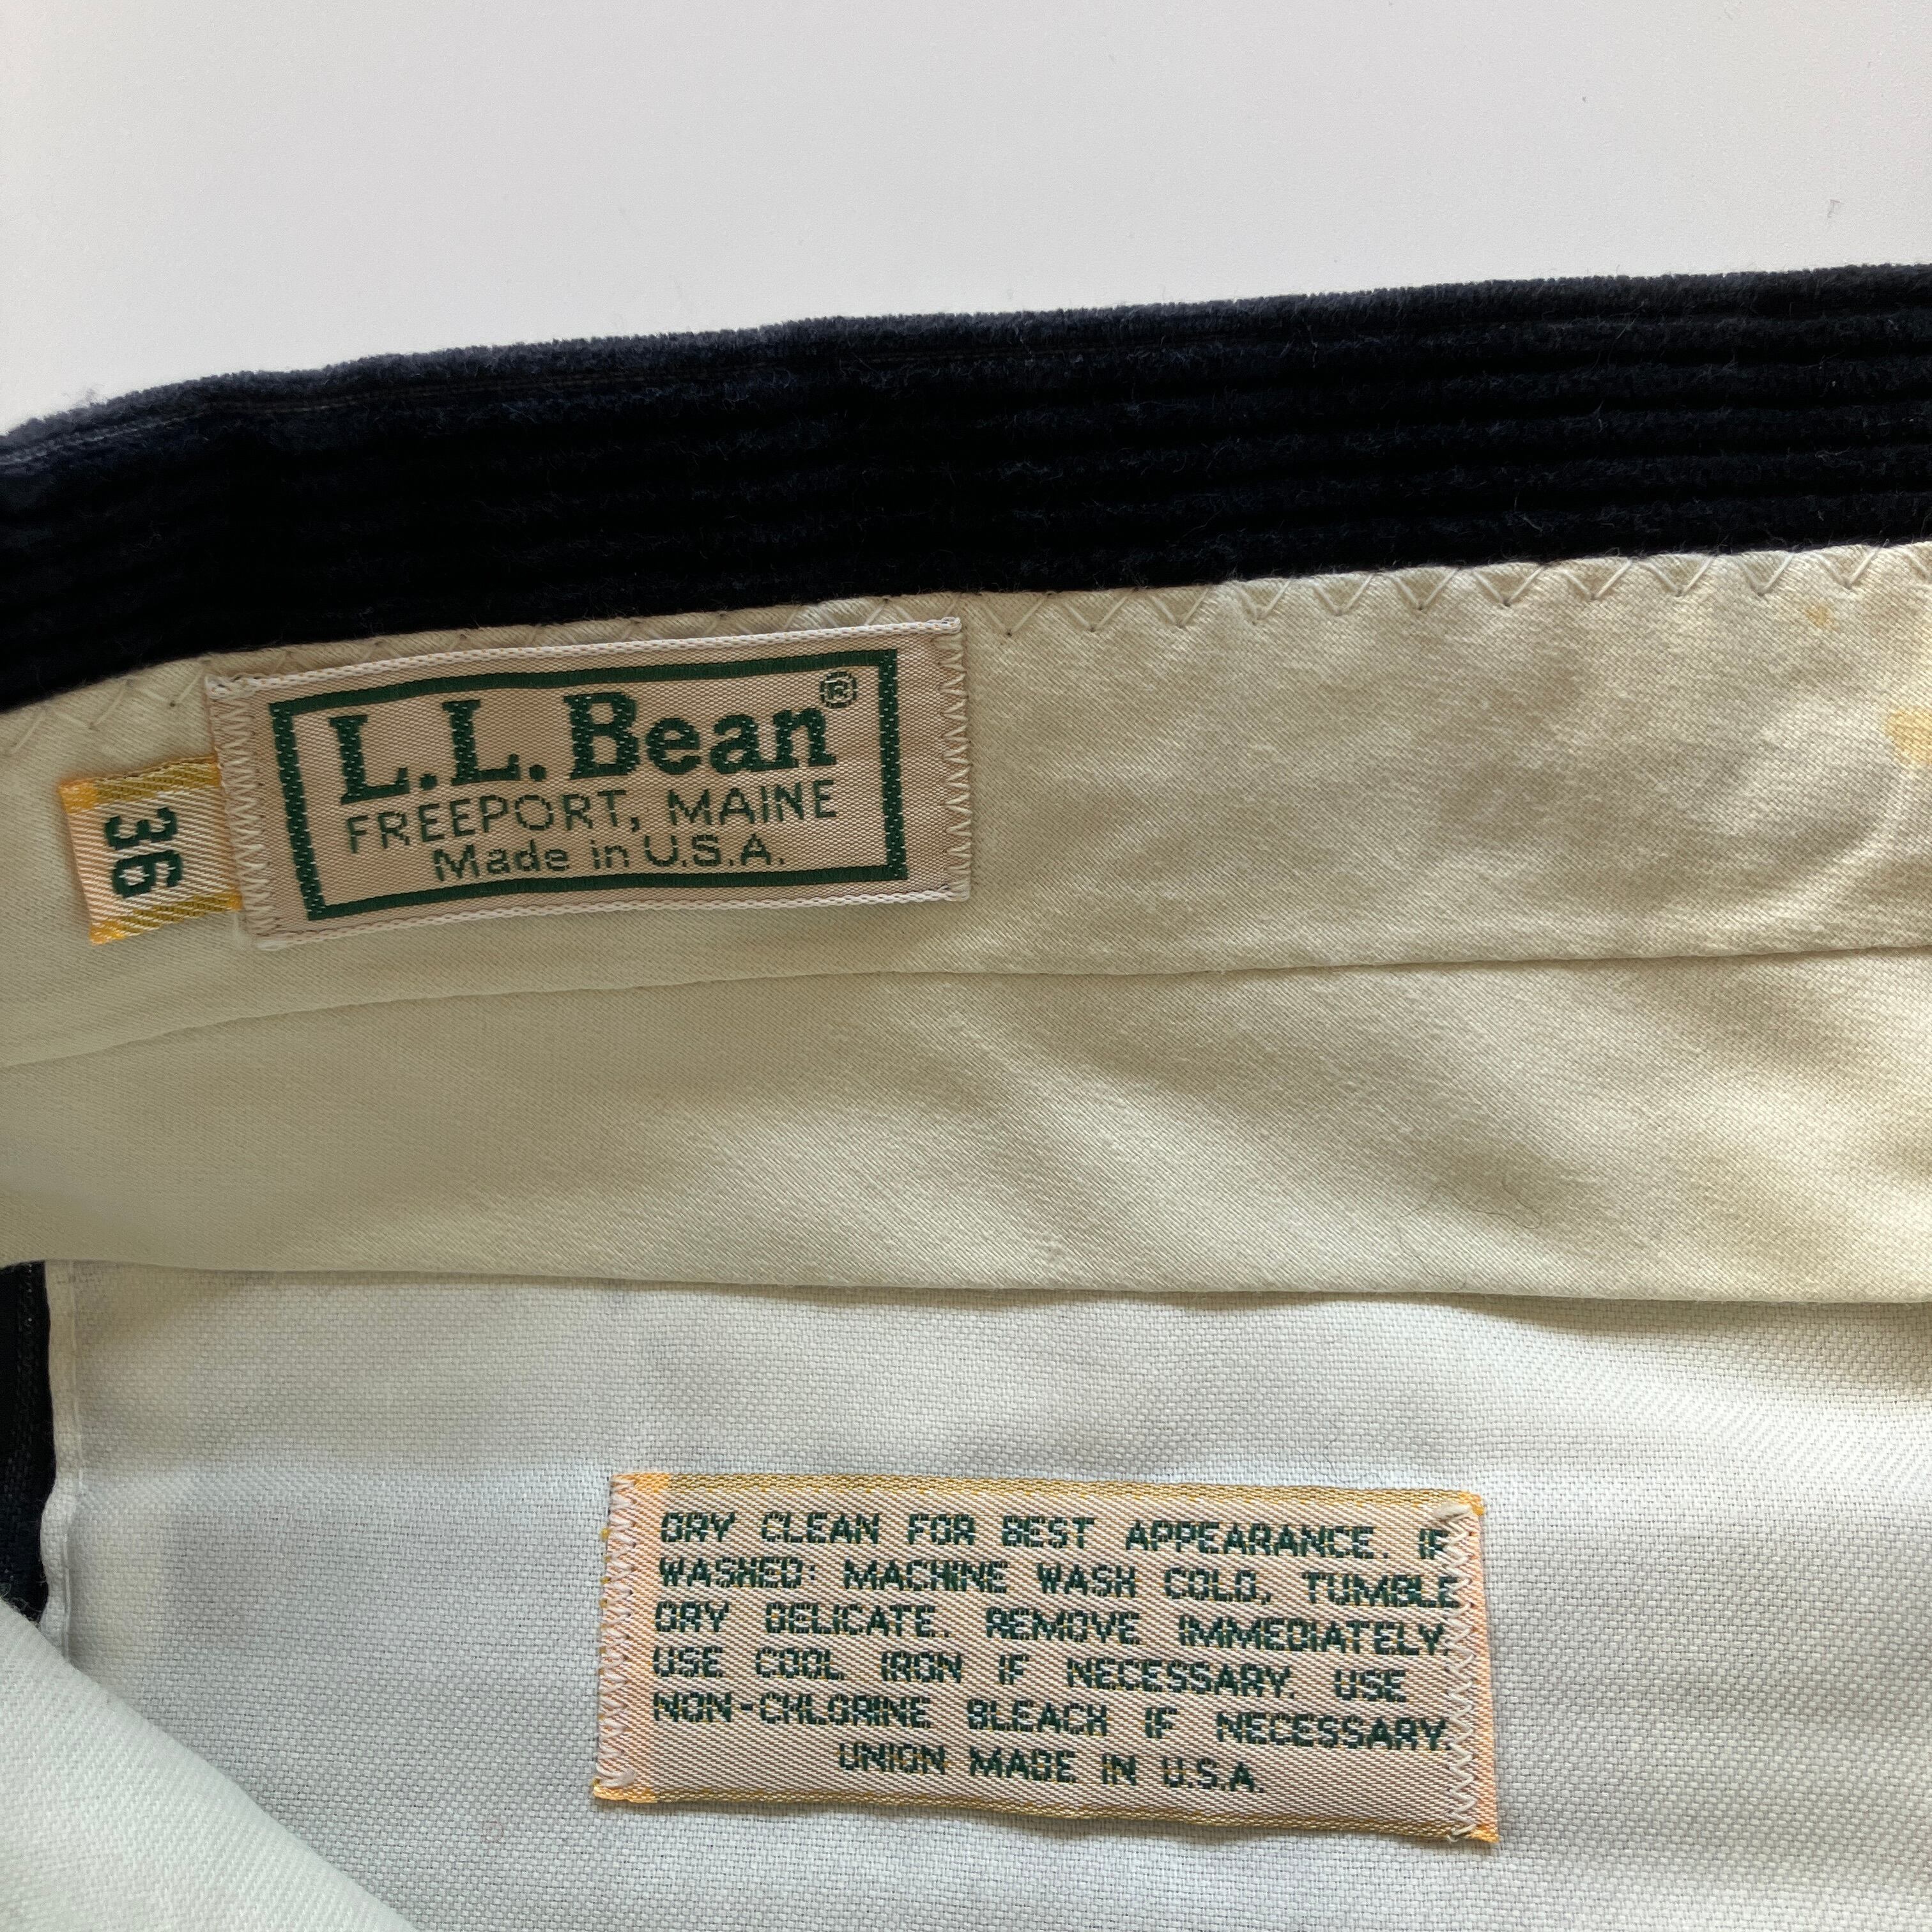 L.L.Bean®
FREEPORT, MAINE
Made in U.S.A.
36
DRY CLEAN FOR BEST APPEARANCE. IF
WASHED: MACHINE WASH COLD, TUMBLE
DRY DELICATE. REMOVE IMMEDIATELY.
USE COOL IRON IF NECESSARY. USE
NON-CHLORINE BLEACH IF NECESSARY.
UNION MADE IN U.S.A.